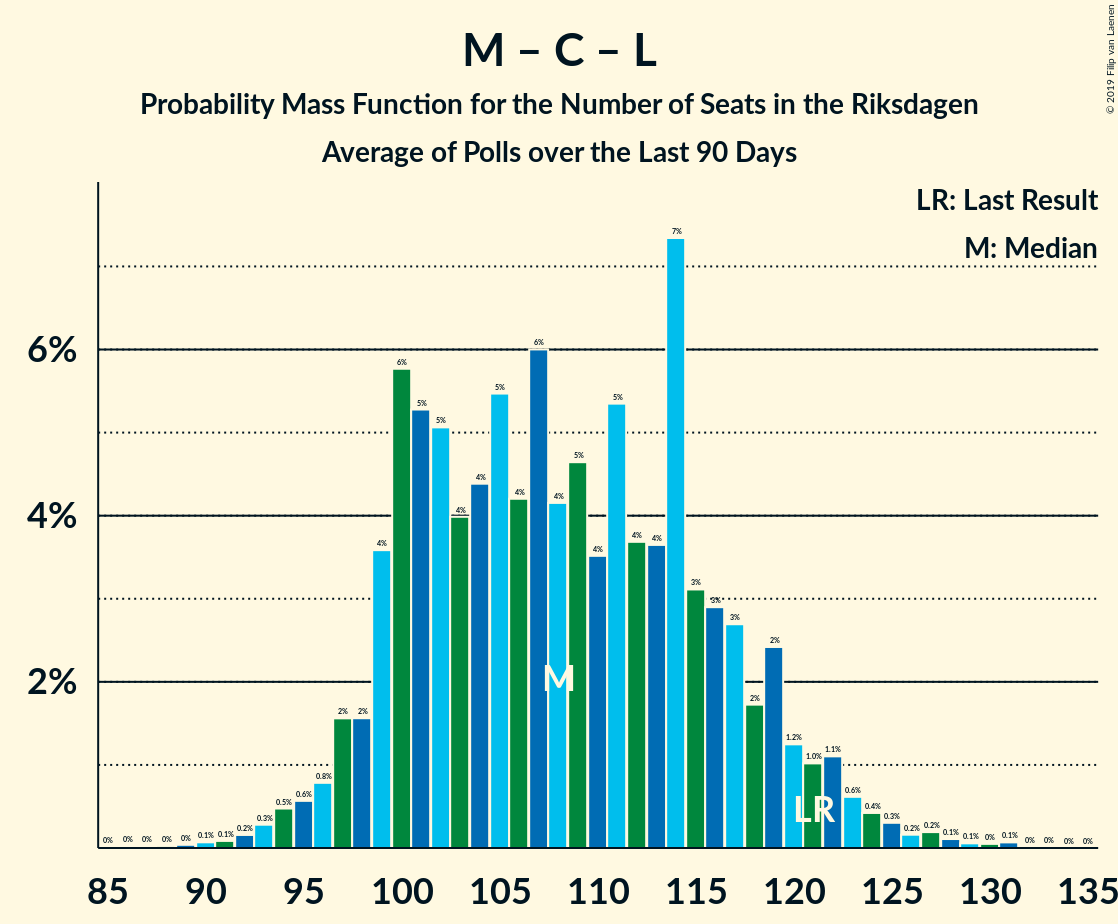 M – C – L
Probability Mass Function for the Number of Seats in the Riksdagen
Average of Polls over the Last 90 Days
© 2019 Filip van Laenen
LR: Last Result
M: Median
7%
6% 6%
6%
5% 5% 5% 5% 5%
4% 4% 4% 4% 4% 4% 4% 4%
4%
4%
3% 3% 3%
2% 2% 2% 2%
2%
M
1.2% 1.0% 1.1%
0% 0% 0% 0% 0% 0.1% 0.1% 0.2% 0.3% 0.5% 0.6% 0.8%
LR
0.6% 0.4% 0.3% 0.2% 0.2% 0.1% 0.1% 0% 0.1% 0% 0% 0% 0%
85 90 95 100 105 110 115 120 125 130 135